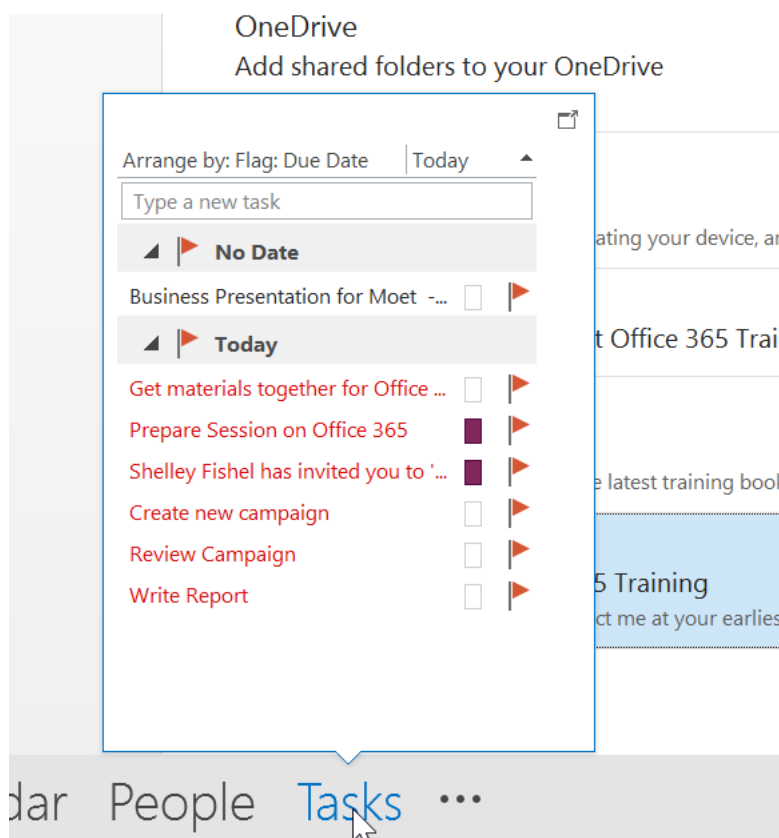 OneDrive
Add shared folders to your OneDrive
Arrange by: Flag: Due Date Today
Type a new task
ating your device, ar
No Date
Business Presentation for Moet -...
t Office 365 Trai
Today
Get materials together for Office ...
Prepare Session on Office 365
Shelley Fishel has invited you to '...
e latest training book
Create new campaign
Review Campaign
5 Training
Write Report
ct me at your earlies
dar People Tasks ...